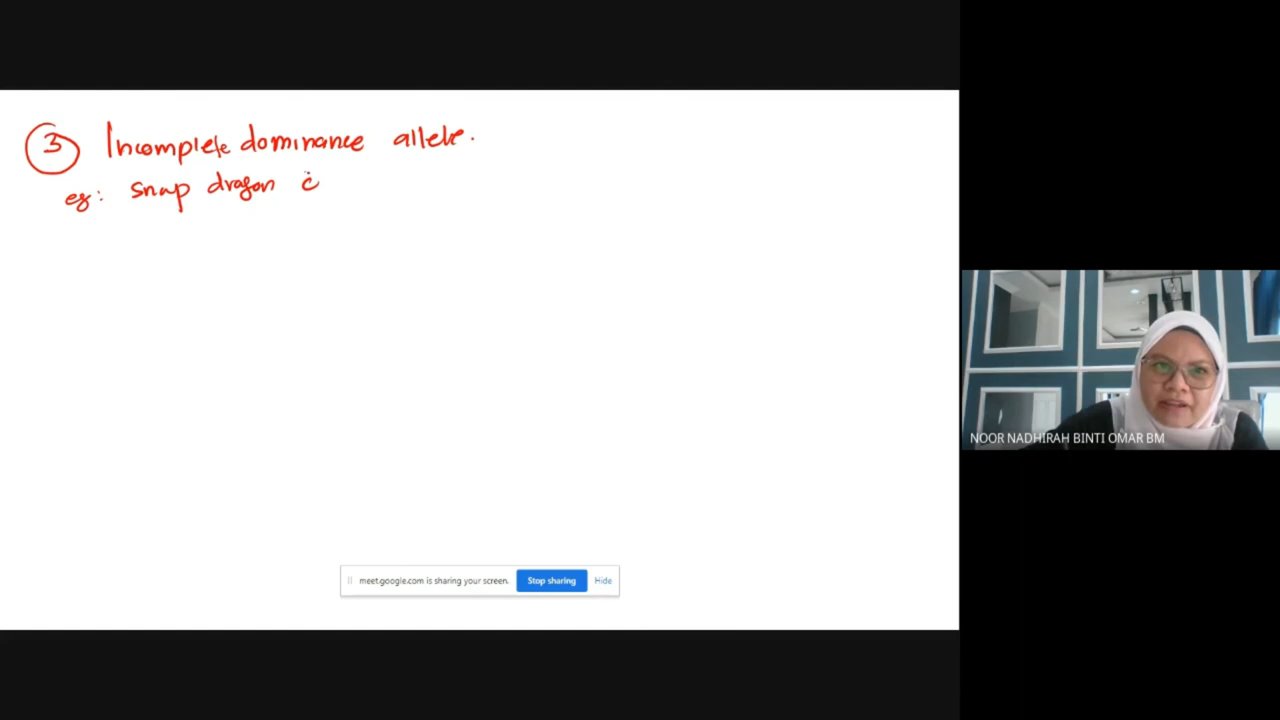 3 Incomplete dominance allele.
eg: snap dragon
meet.google.com is sharing your screen. Stop sharing Hide
NOOR NADHIRAH BINTI OMAR BM